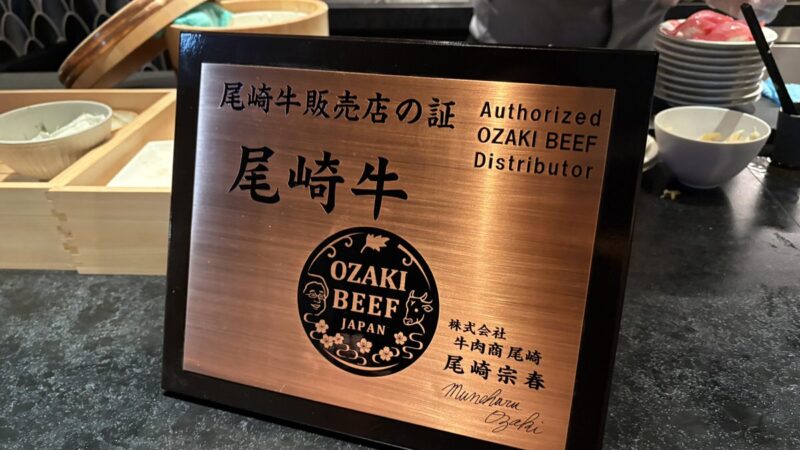 尾崎牛販売店の証
Authorized
OZAKI BEEF
Distributor
尾崎牛
OZAKI
BEEF
JAPAN
株式会社
牛肉商 尾崎
尾崎宗春
Muneharu
Ozaki